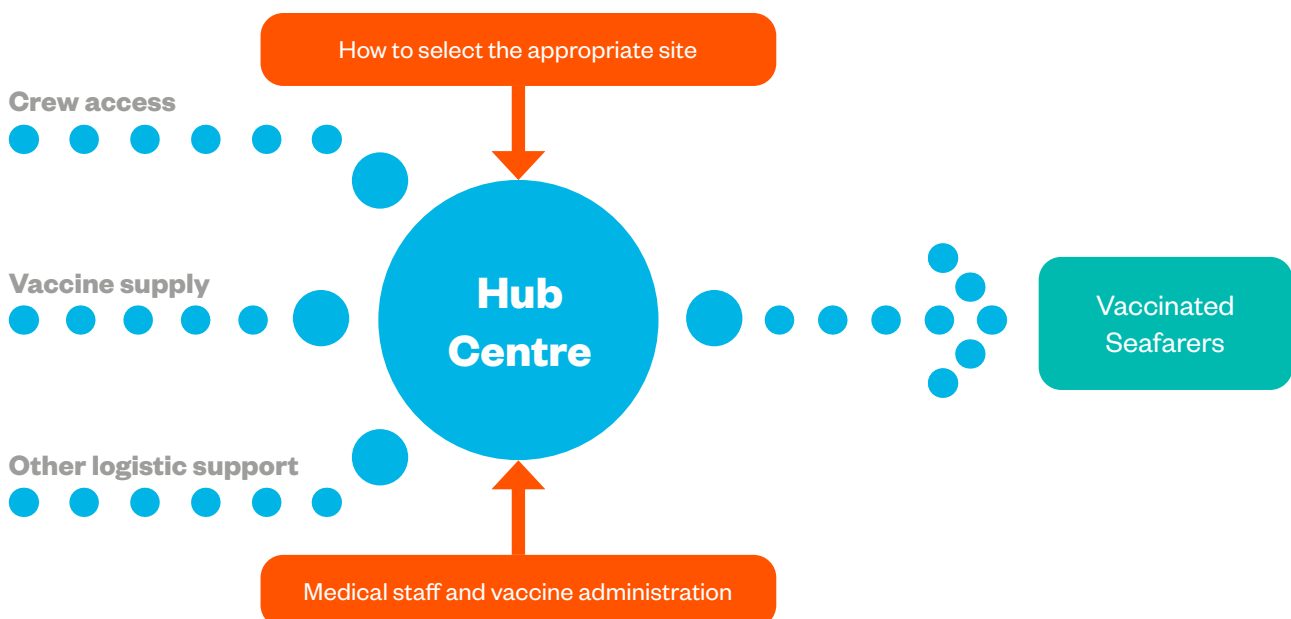 How to select the appropriate site
Crew access
Vaccine supply
Hub
Centre
Vaccinated
Seafarers
Other logistic support
Medical staff and vaccine administration